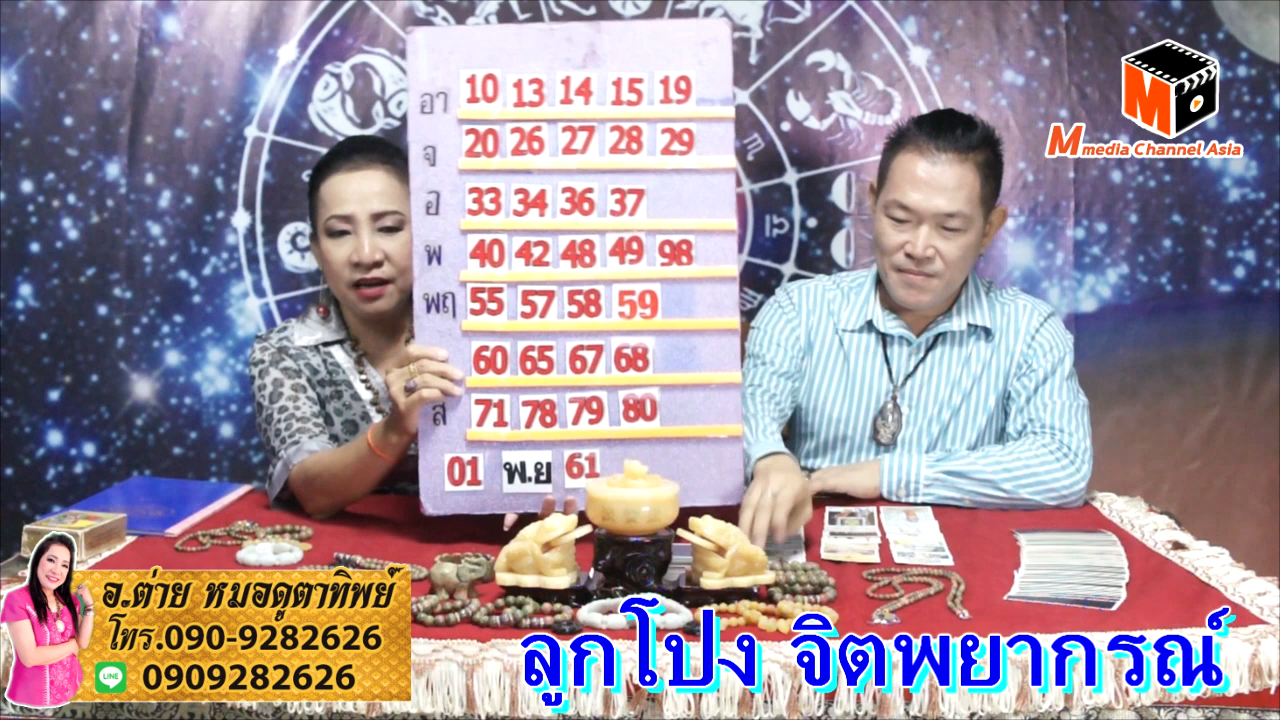 อา 10 13 14 15 19
จ 20 26 27 28 29
อ 33 34 36 37
พ 40 42 48 49 98
พฤ 55 57 58 59
60 65 67 68
ส 71 78 79 80
01 พ.ย 61
M
Mmedia Channel Asia
อ.ต่าย หมอดูตาทิพย์
โทร.090-9282626
LINE 0909282626
ลูกโป่ง จิตพยากรณ์